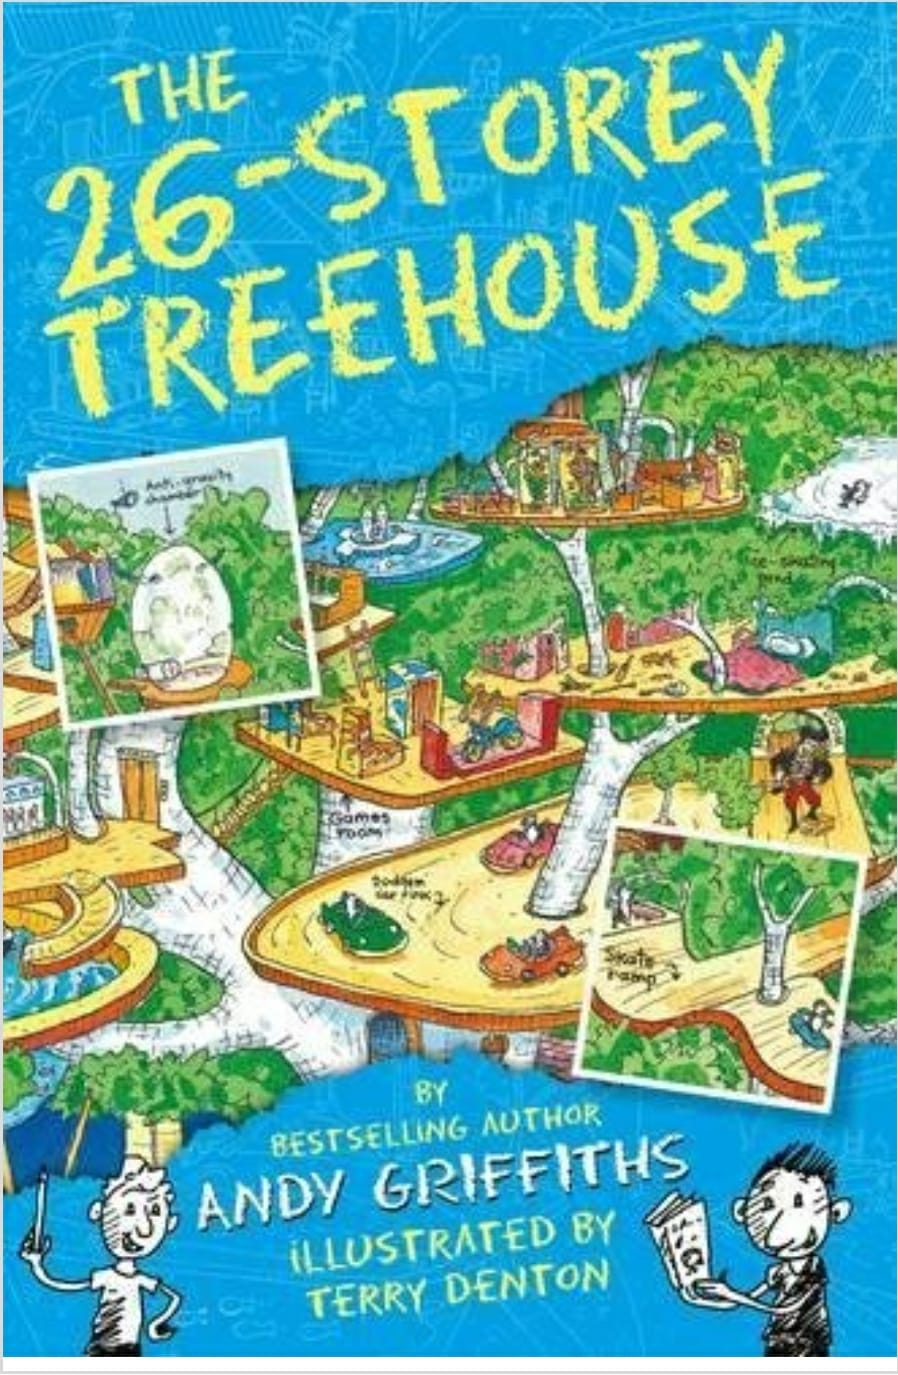 THE
26-STOREY
TREEHOUSE
Anti-gravity
chamber
ice-skating
pond
Games
room
Skate
ramp
BY
BESTSELLING AUTHOR
ANDY GRIFFITHS
ILLUSTRATED BY
TERRY DENTON